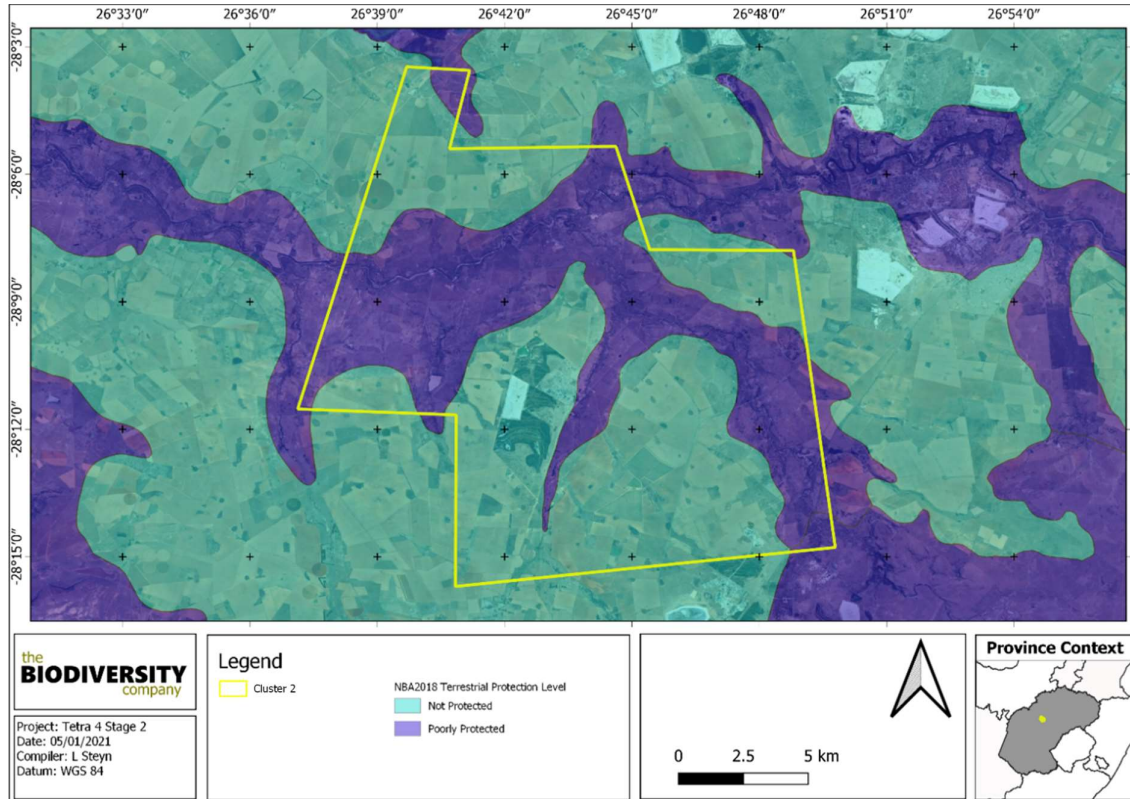 26°33′0″ 26°36′0″ 26°39′0″ 26°42′0″ 26°45′0″ 26°48′0″ 26°51′0″ 26°54′0″
-28°3′0″
-28°6′0″
-28°9′0″
-28°12′0″
-28°15′0″
the
BIODIVERSITY
company
Project: Tetra 4 Stage 2
Date: 05/01/2021
Compiler: L Steyn
Datum: WGS 84
Legend
Cluster 2
NBA2018 Terrestrial Protection Level
Not Protected
Poorly Protected
0 2.5 5 km
Province Context